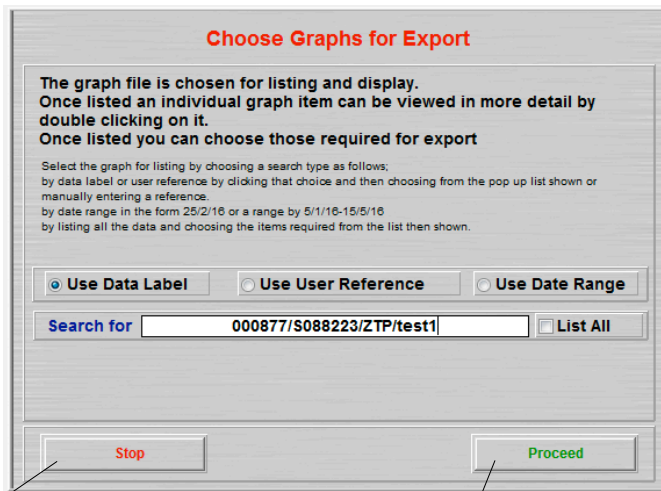 Choose Graphs for Export
The graph file is chosen for listing and display.
Once listed an individual graph item can be viewed in more detail by
double clicking on it.
Once listed you can choose those required for export
Select the graph for listing by choosing a search type as follows;
by data label or user reference by clicking that choice and then choosing from the pop up list shown or
manually entering a reference.
by date range in the form 25/2/16 or a range by 5/1/16-15/5/16
by listing all the data and choosing the items required from the list then shown.
Use Data Label Use User Reference Use Date Range
Search for 000877/S088223/ZTP/test1 List All
Stop Proceed